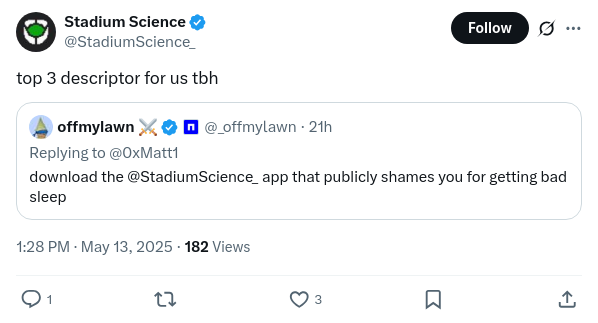 Stadium Science
@StadiumScience_
Follow
top 3 descriptor for us tbh
offmylawn ⚔️ @_offmylawn · 21h
Replying to @0xMatt1
download the @StadiumScience_ app that publicly shames you for getting bad
sleep
1:28 PM · May 13, 2025 · 182 Views
1
3